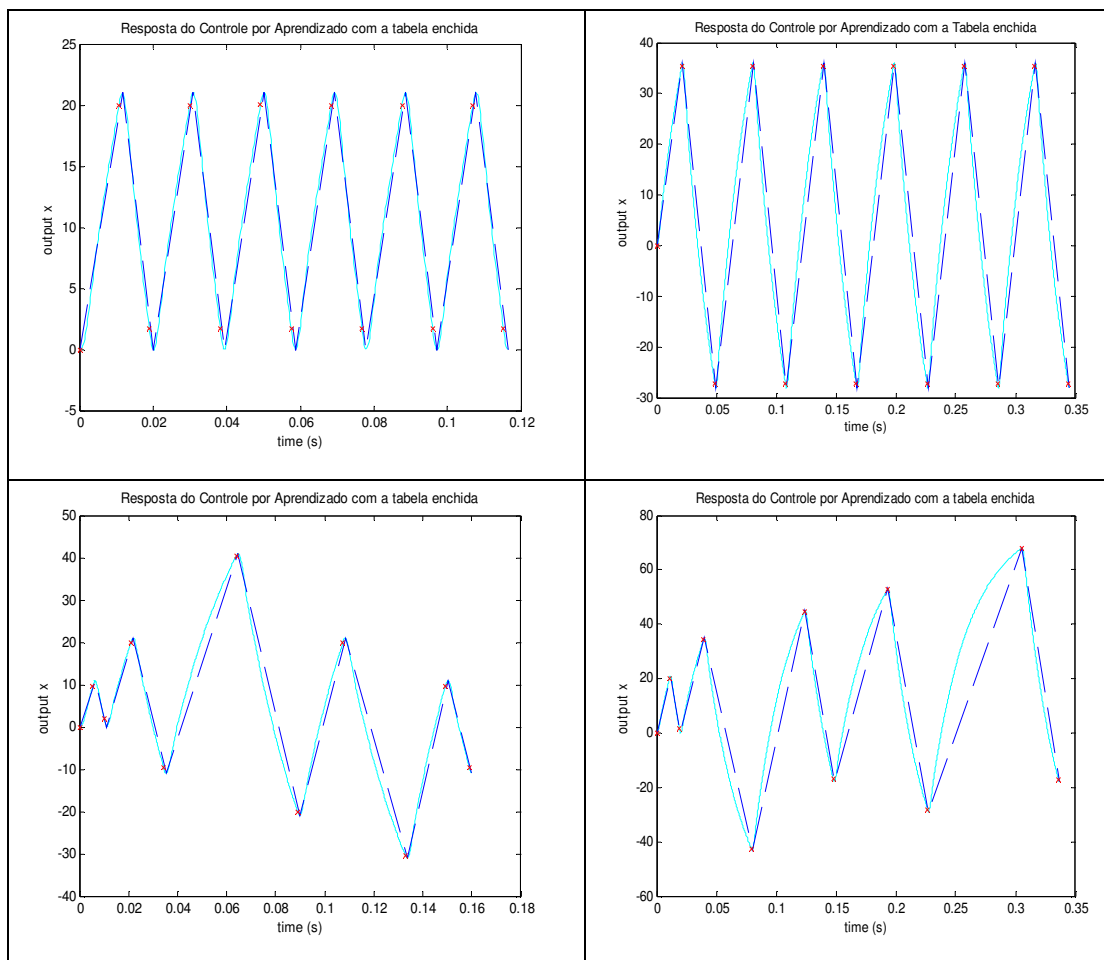 Resposta do Controle por Aprendizado com a tabela enchida
25
20
15
10
5
0
-5
output x
0 0.02 0.04 0.06 0.08 0.1 0.12
time (s)
Resposta do Controle por Aprendizado com a Tabela enchida
40
30
20
10
0
-10
-20
-30
output x
0 0.05 0.1 0.15 0.2 0.25 0.3 0.35
time (s)
Resposta do Controle por Aprendizado com a tabela enchida
50
40
30
20
10
0
-10
-20
-30
-40
output x
0 0.02 0.04 0.06 0.08 0.1 0.12 0.14 0.16 0.18
time (s)
Resposta do Controle por Aprendizado com a tabela enchida
80
60
40
20
0
-20
-40
-60
output x
0 0.05 0.1 0.15 0.2 0.25 0.3 0.35
time (s)